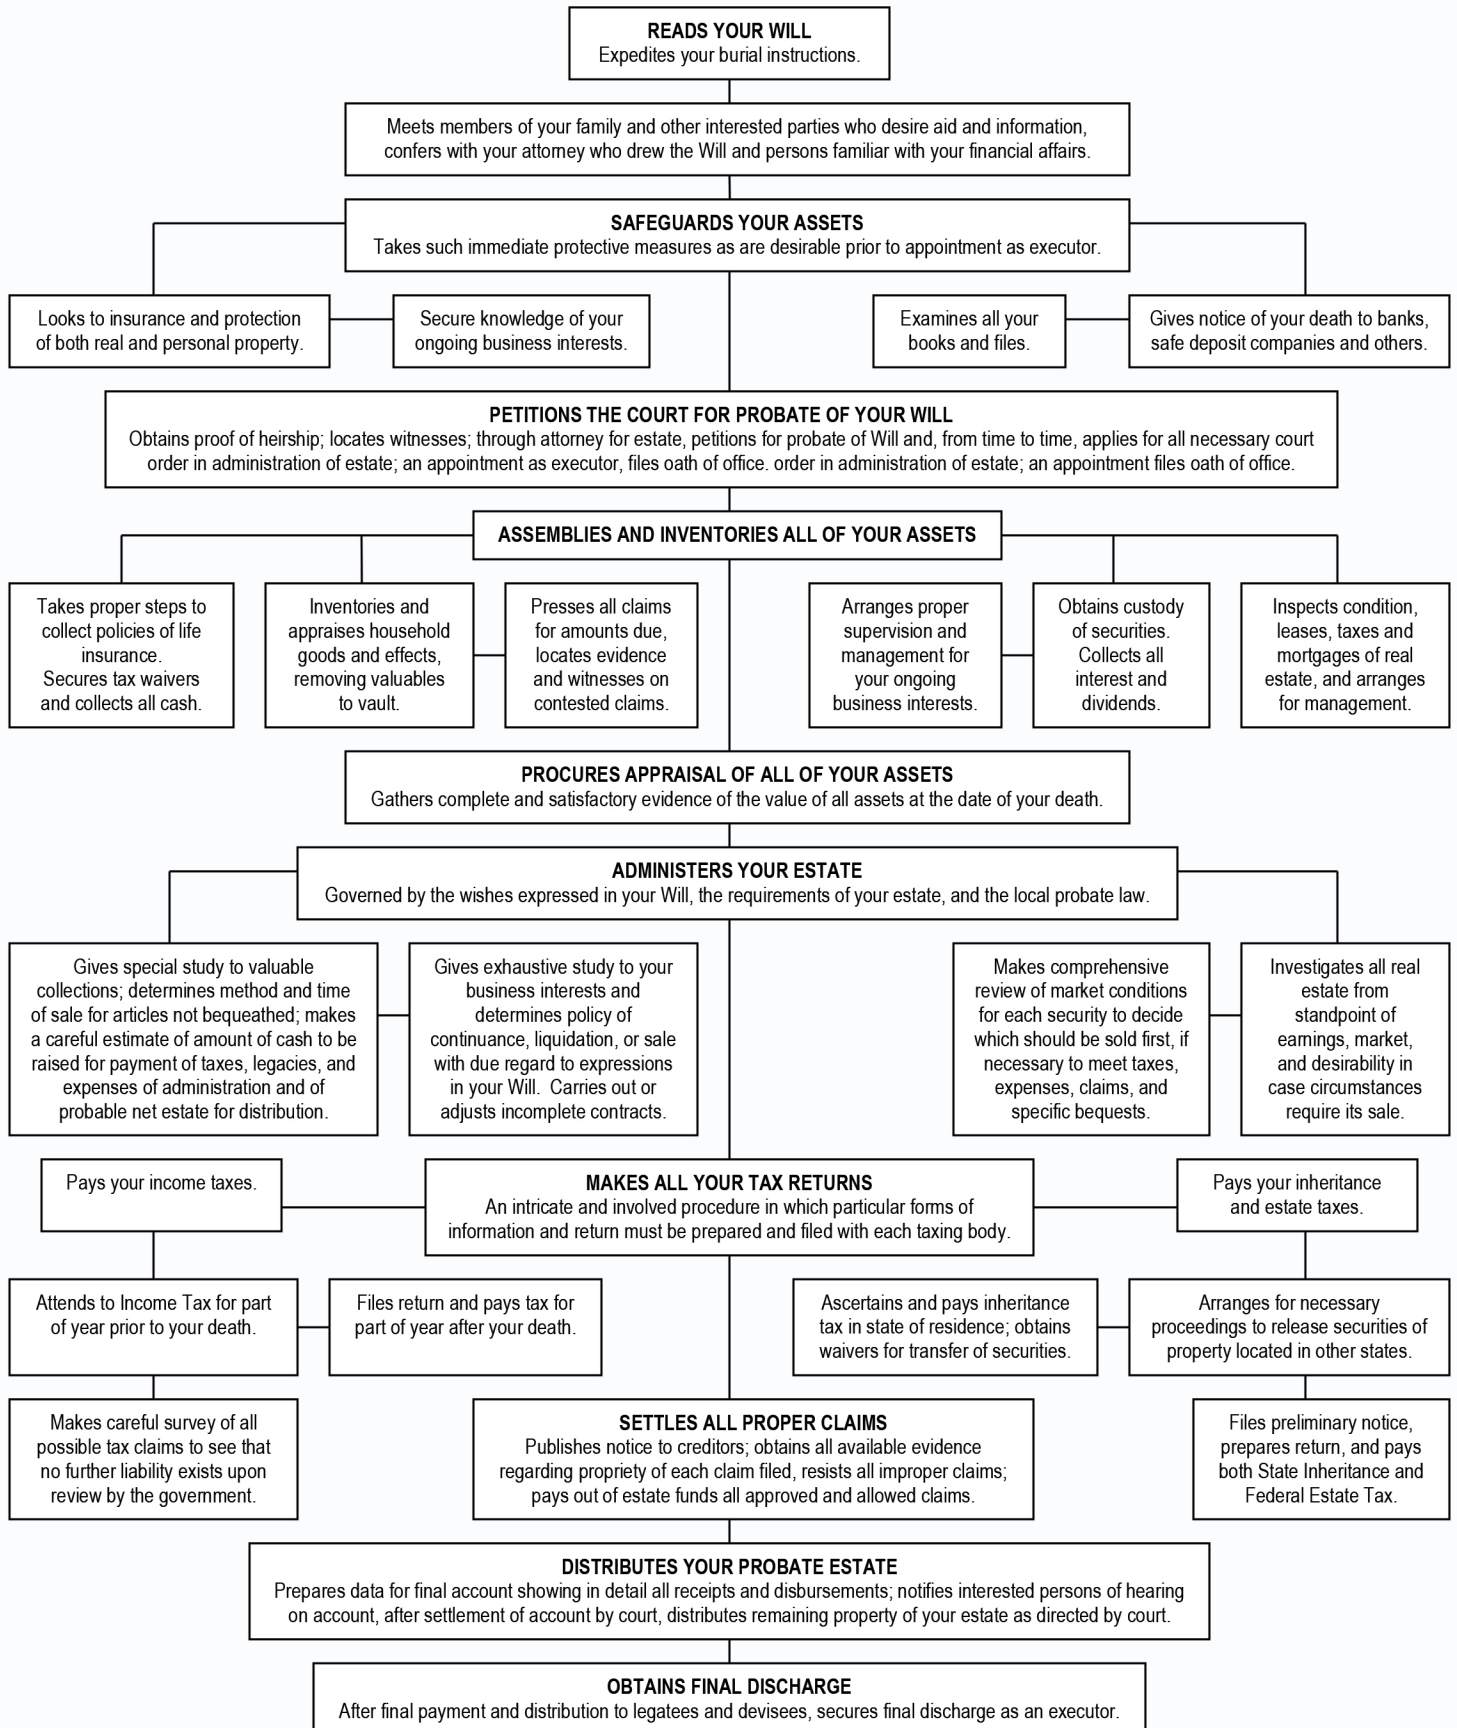 READS YOUR WILL
Expedites your burial instructions.
Meets members of your family and other interested parties who desire aid and information,
confers with your attorney who drew the Will and persons familiar with your financial affairs.
SAFEGUARDS YOUR ASSETS
Takes such immediate protective measures as are desirable prior to appointment as executor.
Looks to insurance and protection
of both real and personal property.
Secure knowledge of your
ongoing business interests.
Examines all your
books and files.
Gives notice of your death to banks,
safe deposit companies and others.
PETITIONS THE COURT FOR PROBATE OF YOUR WILL
Obtains proof of heirship; locates witnesses; through attorney for estate, petitions for probate of Will and, from time to time, applies for all necessary court
order in administration of estate; an appointment as executor, files oath of office. order in administration of estate; an appointment files oath of office.
ASSEMBLIES AND INVENTORIES ALL OF YOUR ASSETS
Takes proper steps to
collect policies of life
insurance.
Secures tax waivers
and collects all cash.
Inventories and
appraises household
goods and effects,
removing valuables
to vault.
Presses all claims
for amounts due,
locates evidence
and witnesses on
contested claims.
Arranges proper
supervision and
management for
your ongoing
business interests.
Obtains custody
of securities.
Collects all
interest and
dividends.
Inspects condition,
leases, taxes and
mortgages of real
estate, and arranges
for management.
PROCURES APPRAISAL OF ALL OF YOUR ASSETS
Gathers complete and satisfactory evidence of the value of all assets at the date of your death.
ADMINISTERS YOUR ESTATE
Governed by the wishes expressed in your Will, the requirements of your estate, and the local probate law.
Gives special study to valuable
collections; determines method and time
of sale for articles not bequeathed; makes
a careful estimate of amount of cash to be
raised for payment of taxes, legacies, and
expenses of administration and of
probable net estate for distribution.
Gives exhaustive study to your
business interests and
determines policy of
continuance, liquidation, or sale
with due regard to expressions
in your Will. Carries out or
adjusts incomplete contracts.
Makes comprehensive
review of market conditions
for each security to decide
which should be sold first, if
necessary to meet taxes,
expenses, claims, and
specific bequests.
Investigates all real
estate from
standpoint of
earnings, market,
and desirability in
case circumstances
require its sale.
Pays your income taxes.
MAKES ALL YOUR TAX RETURNS
An intricate and involved procedure in which particular forms of
information and return must be prepared and filed with each taxing body.
Pays your inheritance
and estate taxes.
Attends to Income Tax for part
of year prior to your death.
Files return and pays tax for
part of year after your death.
Ascertains and pays inheritance
tax in state of residence; obtains
waivers for transfer of securities.
Arranges for necessary
proceedings to release securities of
property located in other states.
Makes careful survey of all
possible tax claims to see that
no further liability exists upon
review by the government.
SETTLES ALL PROPER CLAIMS
Publishes notice to creditors; obtains all available evidence
regarding propriety of each claim filed, resists all improper claims;
pays out of estate funds all approved and allowed claims.
Files preliminary notice,
prepares return, and pays
both State Inheritance and
Federal Estate Tax.
DISTRIBUTES YOUR PROBATE ESTATE
Prepares data for final account showing in detail all receipts and disbursements; notifies interested persons of hearing
on account, after settlement of account by court, distributes remaining property of your estate as directed by court.
OBTAINS FINAL DISCHARGE
After final payment and distribution to legatees and devisees, secures final discharge as an executor.